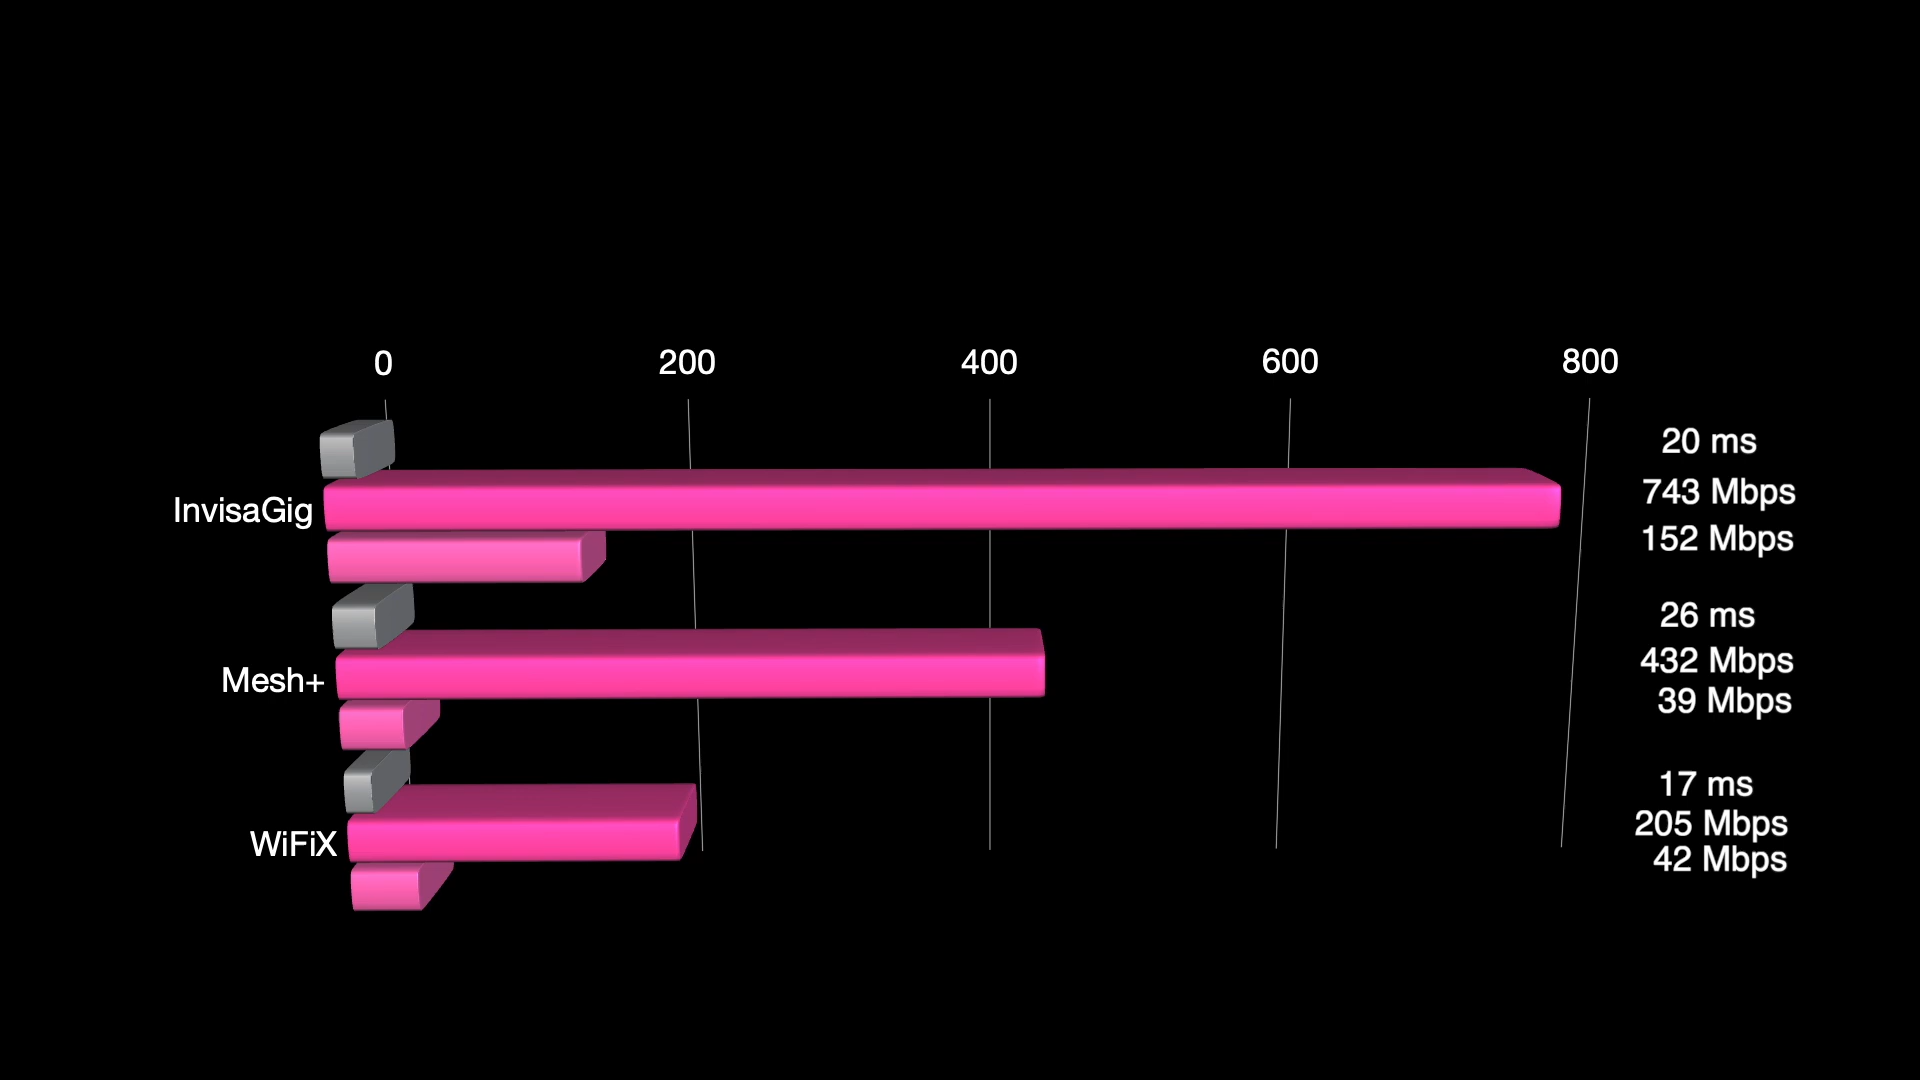 0 200 400 600 800
20 ms
InvisaGig 743 Mbps
152 Mbps
26 ms
Mesh+ 432 Mbps
39 Mbps
17 ms
WiFiX 205 Mbps
42 Mbps